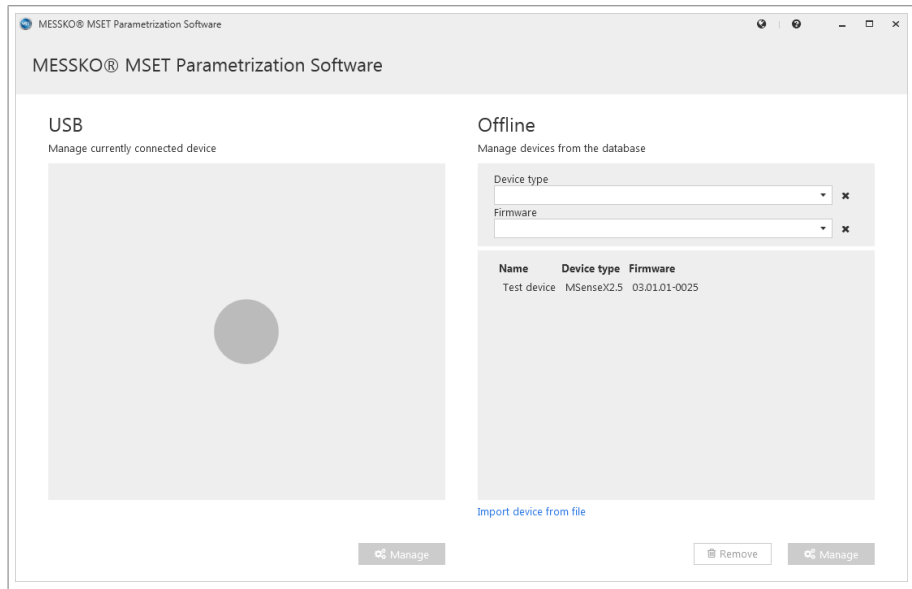 MESSKO® MSET Parametrization Software
MESSKO® MSET Parametrization Software
USB
Manage currently connected device
Offline
Manage devices from the database
Device type
Firmware
Name Device type Firmware
Test device MSenseX2.5 03.01.01-0025
Import device from file
Manage
Remove
Manage